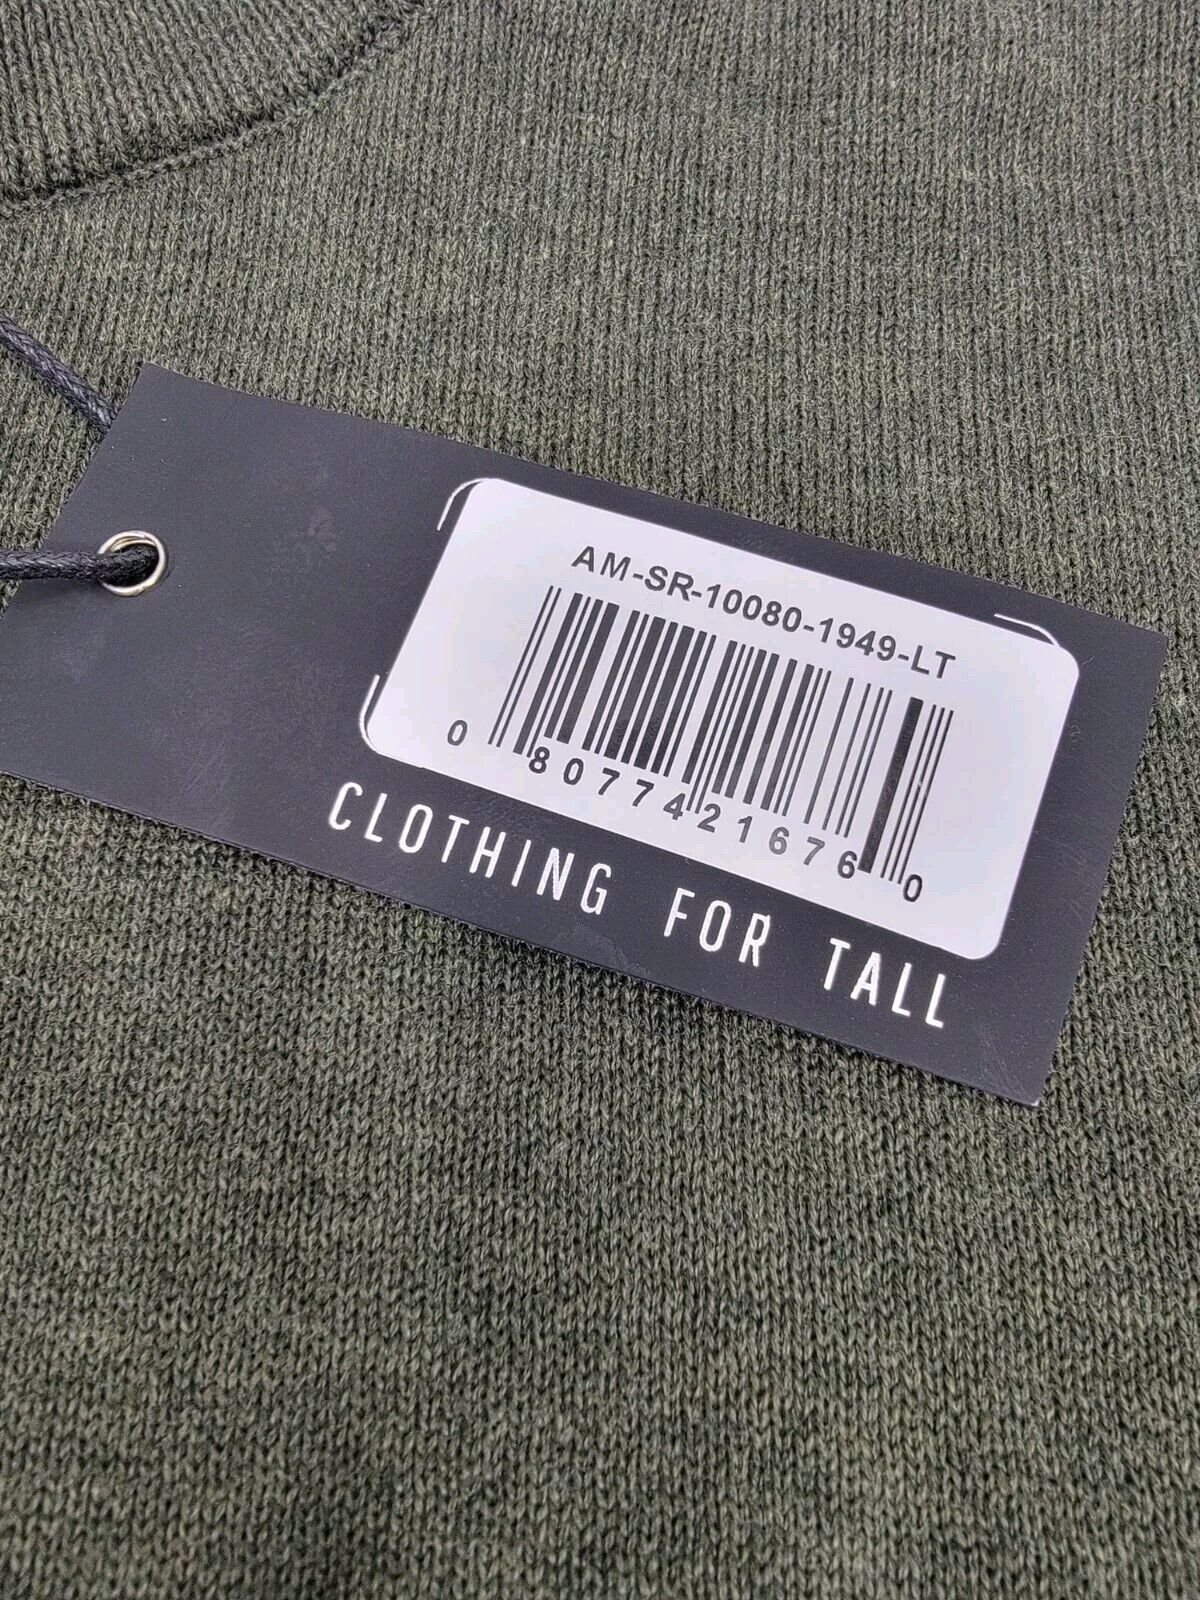 AM-SR-10080-1949-LT
0 80774 21676 0
CLOTHING FOR TALL